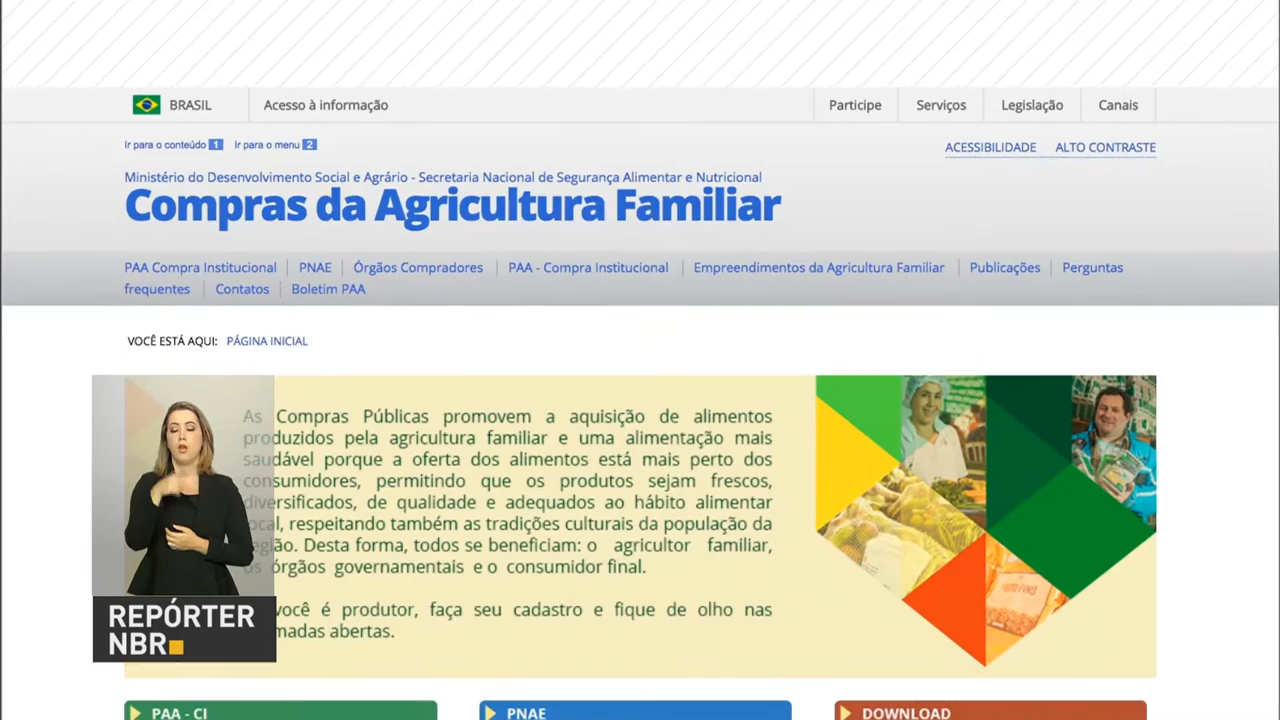 BRASIL Acesso à informação Participe Serviços Legislação Canais
Ir para o conteúdo 1 Ir para o menu 2 ACESSIBILIDADE ALTO CONTRASTE
Ministério do Desenvolvimento Social e Agrário - Secretaria Nacional de Segurança Alimentar e Nutricional
Compras da Agricultura Familiar
PAA Compra Institucional PNAE Órgãos Compradores PAA - Compra Institucional Empreendimentos da Agricultura Familiar Publicações Perguntas
frequentes Contatos Boletim PAA
VOCÊ ESTÁ AQUI: PÁGINA INICIAL
As Compras Públicas promovem a aquisição de alimentos
produzidos pela agricultura familiar e uma alimentação mais
saudável porque a oferta dos alimentos está mais perto dos
consumidores, permitindo que os produtos sejam frescos,
diversificados, de qualidade e adequados ao hábito alimentar
local, respeitando também as tradições culturais da população da
região. Desta forma, todos se beneficiam: o agricultor familiar,
os órgãos governamentais e o consumidor final.
você é produtor, faça seu cadastro e fique de olho nas
madas abertas.
REPÓRTER
NBR
PAA - CI PNAE DOWNLOAD